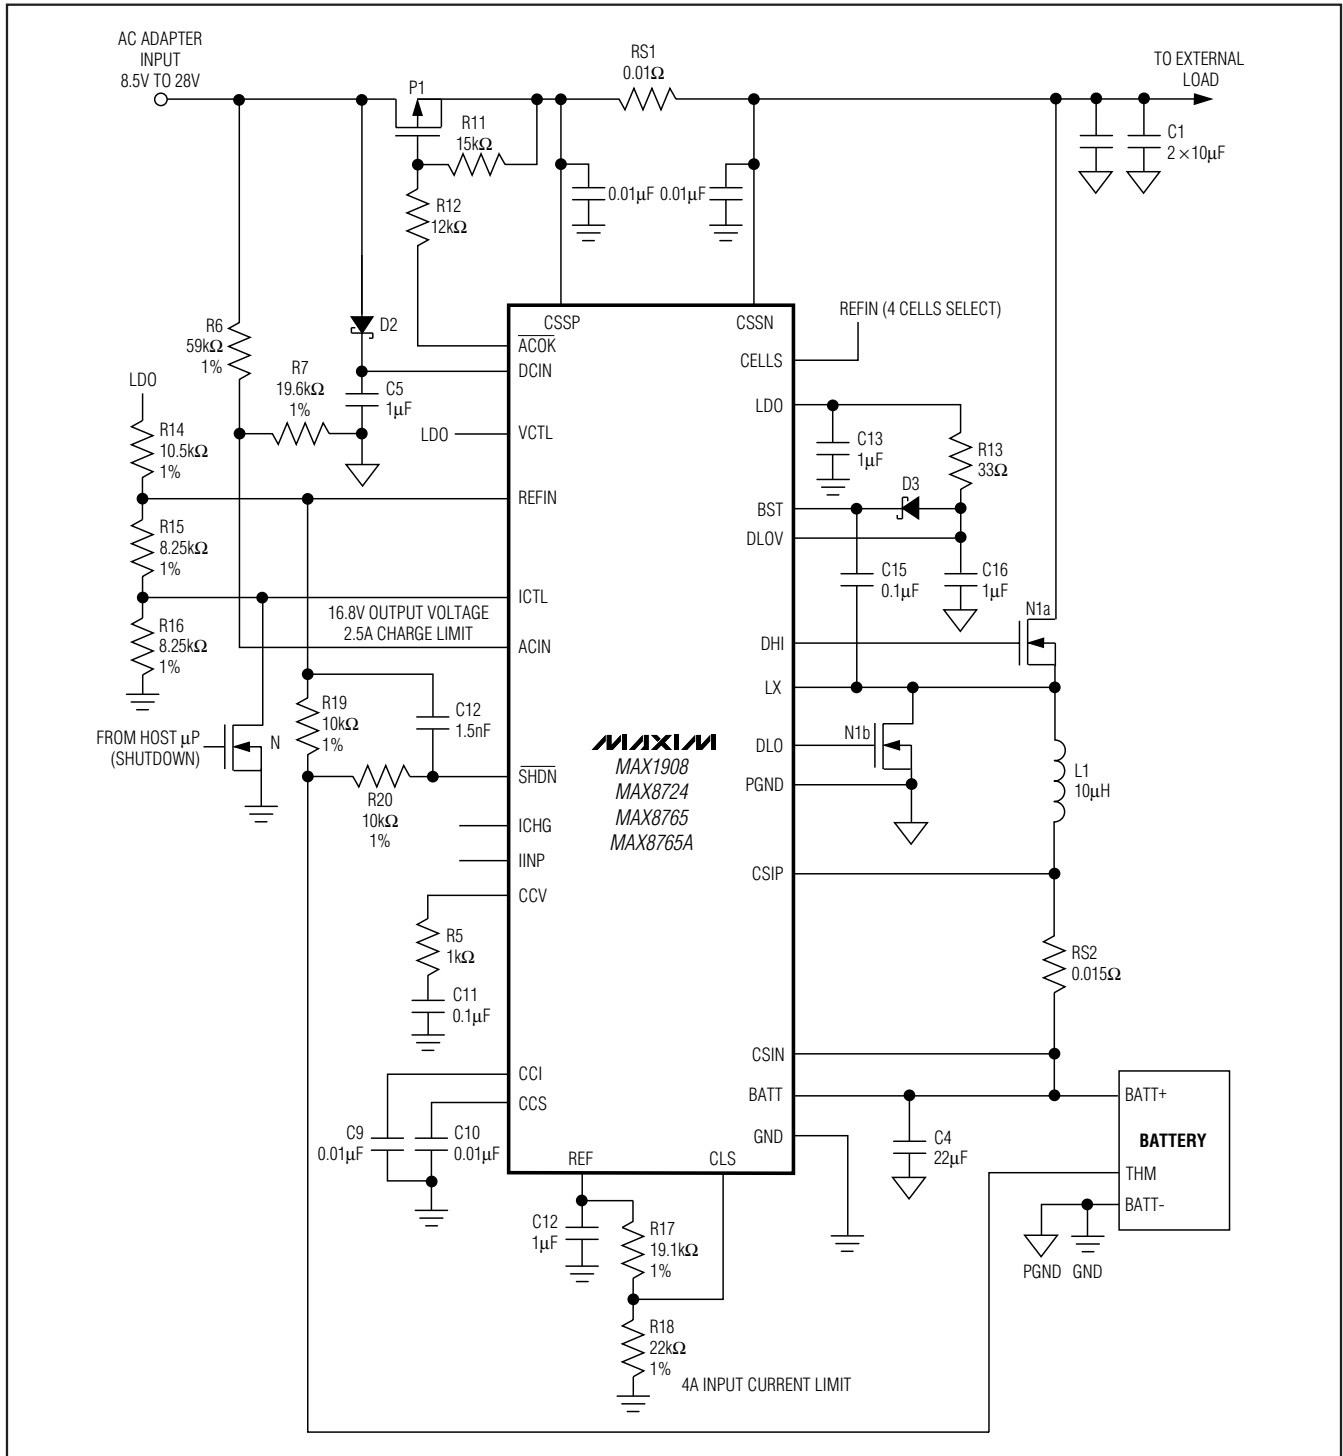 AC ADAPTER
INPUT
8.5V TO 28V
P1
R11
15kΩ
RS1
0.01Ω
TO EXTERNAL
LOAD
C1
2 ×10μF
R12
12kΩ
0.01μF
0.01μF
R6
59kΩ
1%
D2
R7
19.6kΩ
1%
C5
1μF
LDO
R14
10.5kΩ
1%
LDO
R15
8.25kΩ
1%
R16
8.25kΩ
1%
16.8V OUTPUT VOLTAGE
2.5A CHARGE LIMIT
FROM HOST μP
(SHUTDOWN)
N
R19
10kΩ
1%
C12
1.5nF
R20
10kΩ
1%
R5
1kΩ
C11
0.1μF
C9
0.01μF
C10
0.01μF
CSSP
CSSN
ACOK
DCIN
VCTL
REFIN
ICTL
ACIN
SHDN
ICHG
IINP
CCV
CCI
CCS
REF
CLS
MAXIM
MAX1908
MAX8724
MAX8765
MAX8765A
CELLS
LDO
BST
DLOV
DHI
LX
DLO
PGND
CSIP
CSIN
BATT
GND
REFIN (4 CELLS SELECT)
C13
1μF
R13
33Ω
D3
C15
0.1μF
C16
1μF
N1a
N1b
L1
10μH
RS2
0.015Ω
C4
22μF
BATT+
BATTERY
THM
BATT-
PGND
GND
C12
1μF
R17
19.1kΩ
1%
R18
22kΩ
1%
4A INPUT CURRENT LIMIT